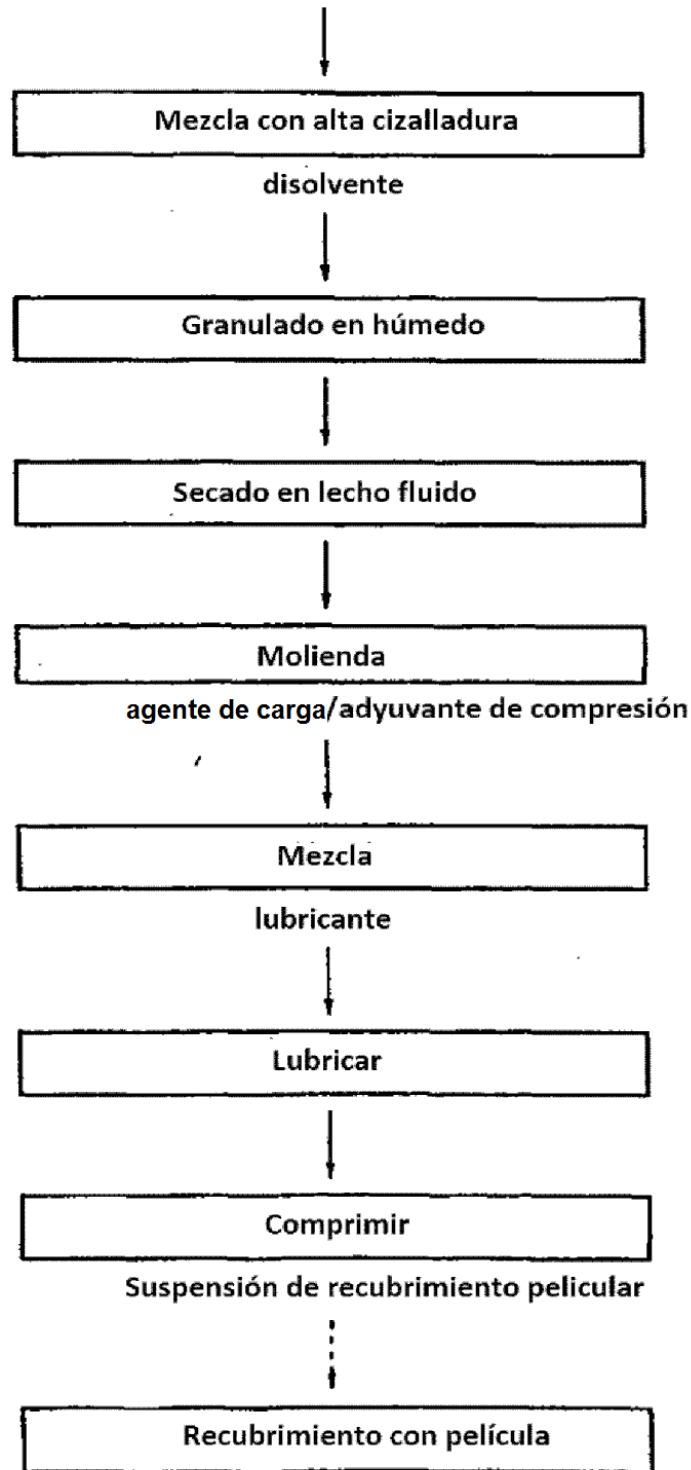 Mezcla con alta cizalladura
disolvente
Granulado en húmedo
Secado en lecho fluido
Molienda
agente de carga/adyuvante de compresión
Mezcla
lubricante
Lubricar
Comprimir
Suspensión de recubrimiento pelicular
Recubrimiento con película